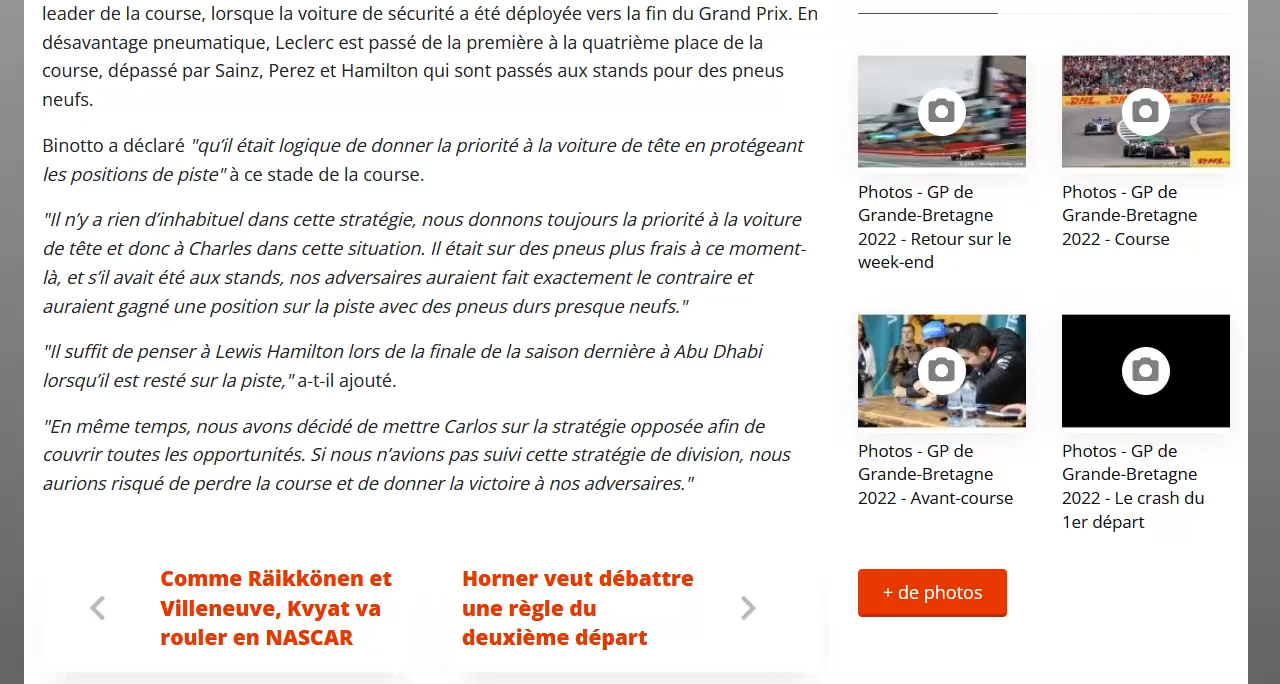 leader de la course, lorsque la voiture de sécurité a été déployée vers la fin du Grand Prix. En
désavantage pneumatique, Leclerc est passé de la première à la quatrième place de la
course, dépassé par Sainz, Perez et Hamilton qui sont passés aux stands pour des pneus
neufs.
Binotto a déclaré "qu’il était logique de donner la priorité à la voiture de tête en protégeant
les positions de piste" à ce stade de la course.
"Il n’y a rien d’inhabituel dans cette stratégie, nous donnons toujours la priorité à la voiture
de tête et donc à Charles dans cette situation. Il était sur des pneus plus frais à ce moment-
là, et s’il avait été aux stands, nos adversaires auraient fait exactement le contraire et
auraient gagné une position sur la piste avec des pneus durs presque neufs."
"Il suffit de penser à Lewis Hamilton lors de la finale de la saison dernière à Abu Dhabi
lorsqu’il est resté sur la piste," a-t-il ajouté.
"En même temps, nous avons décidé de mettre Carlos sur la stratégie opposée afin de
couvrir toutes les opportunités. Si nous n’avions pas suivi cette stratégie de division, nous
aurions risqué de perdre la course et de donner la victoire à nos adversaires."
Comme Räikkönen et
Villeneuve, Kvyat va
rouler en NASCAR
Horner veut débattre
une règle du
deuxième départ
Photos - GP de
Grande-Bretagne
2022 - Retour sur le
week-end
DHL
DHL
Photos - GP de
Grande-Bretagne
2022 - Course
Photos - GP de
Grande-Bretagne
2022 - Avant-course
Photos - GP de
Grande-Bretagne
2022 - Le crash du
1er départ
+ de photos